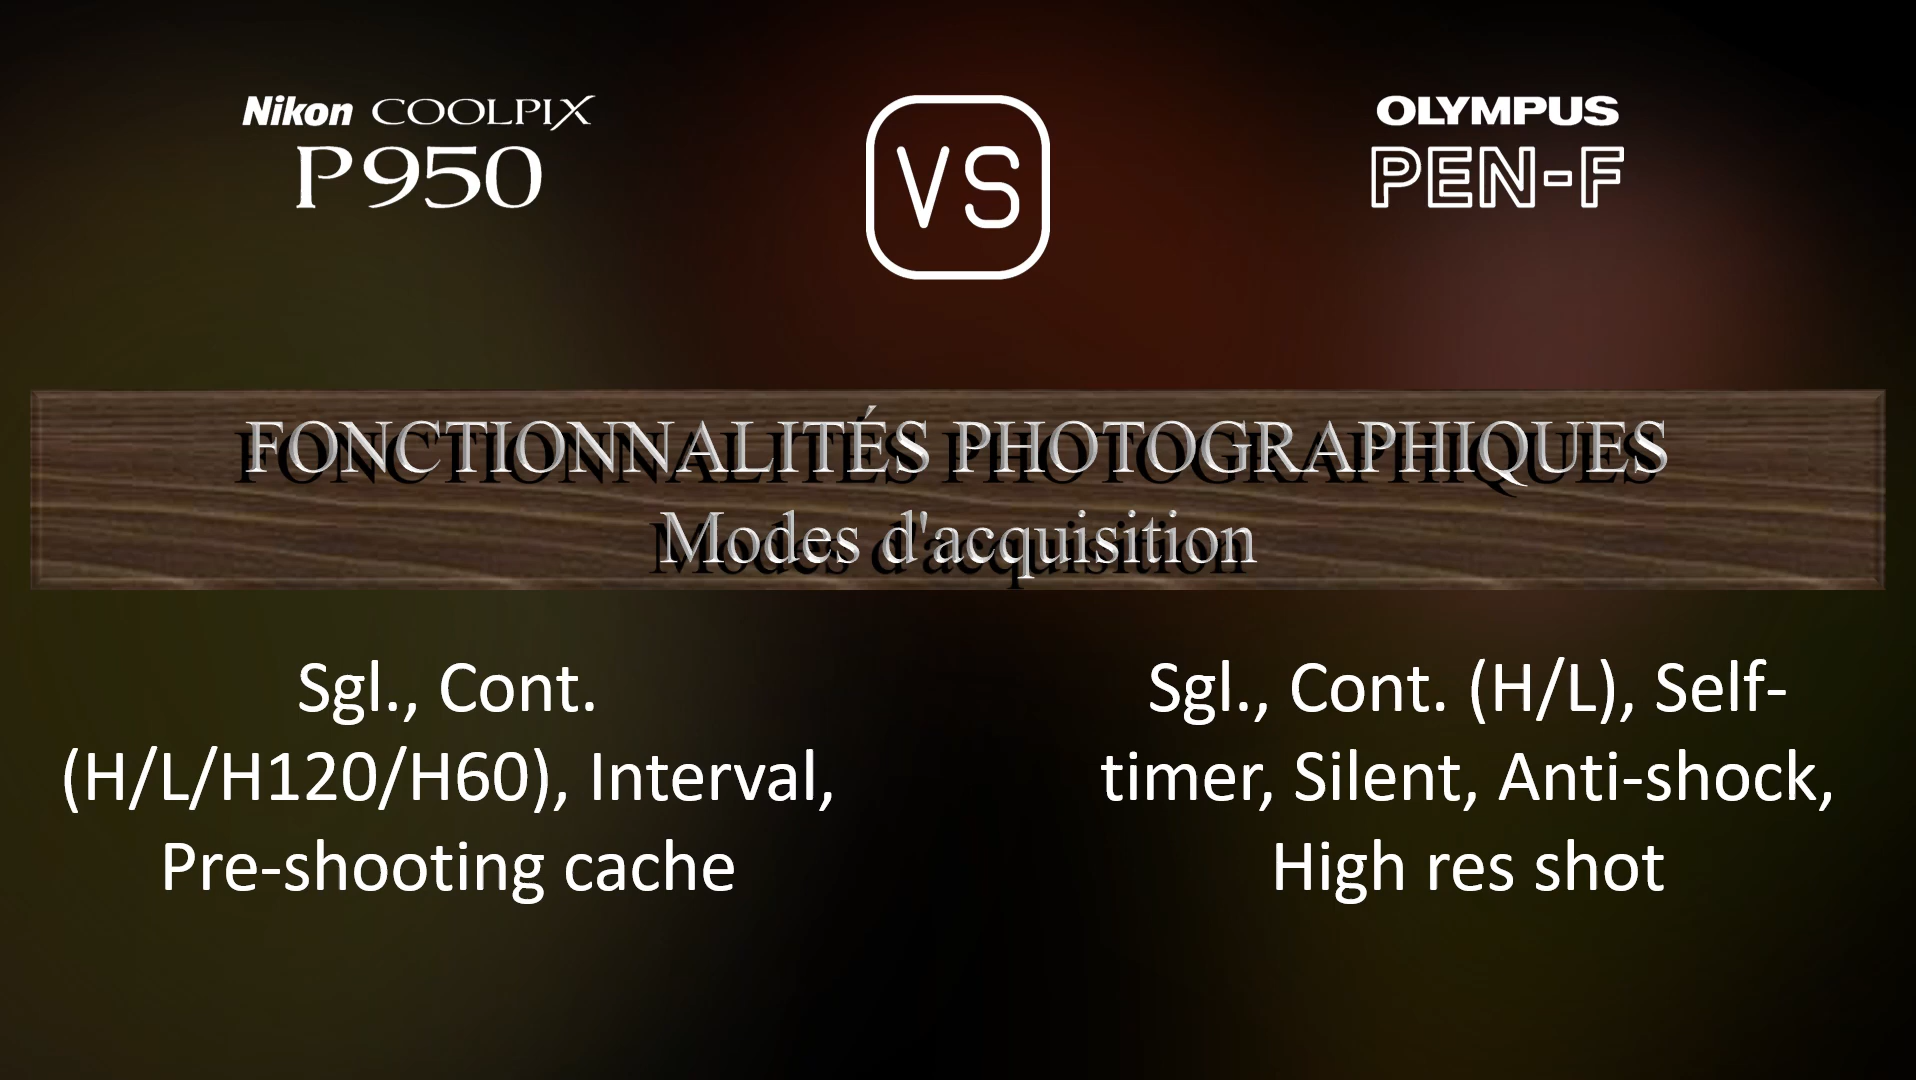 Nikon COOLPIX
P950
VS
OLYMPUS
PEN-F
FONCTIONNALITÉS PHOTOGRAPHIQUES
Modes d'acquisition
Sgl., Cont.
(H/L/H120/H60), Interval,
Pre-shooting cache
Sgl., Cont. (H/L), Self-
timer, Silent, Anti-shock,
High res shot